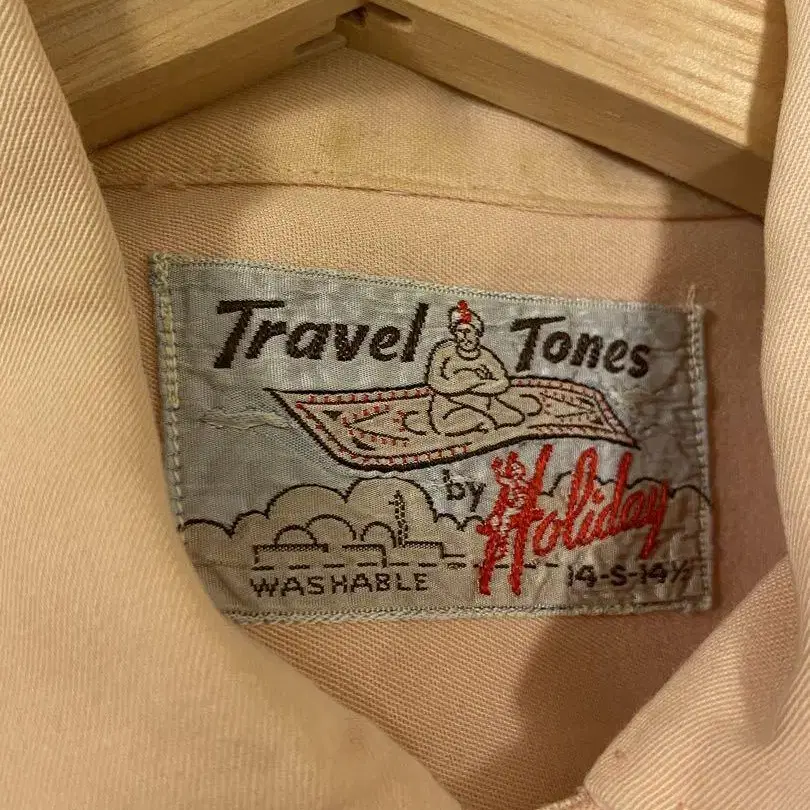 Travel Tones
by Holiday
WASHABLE 14-S-14½